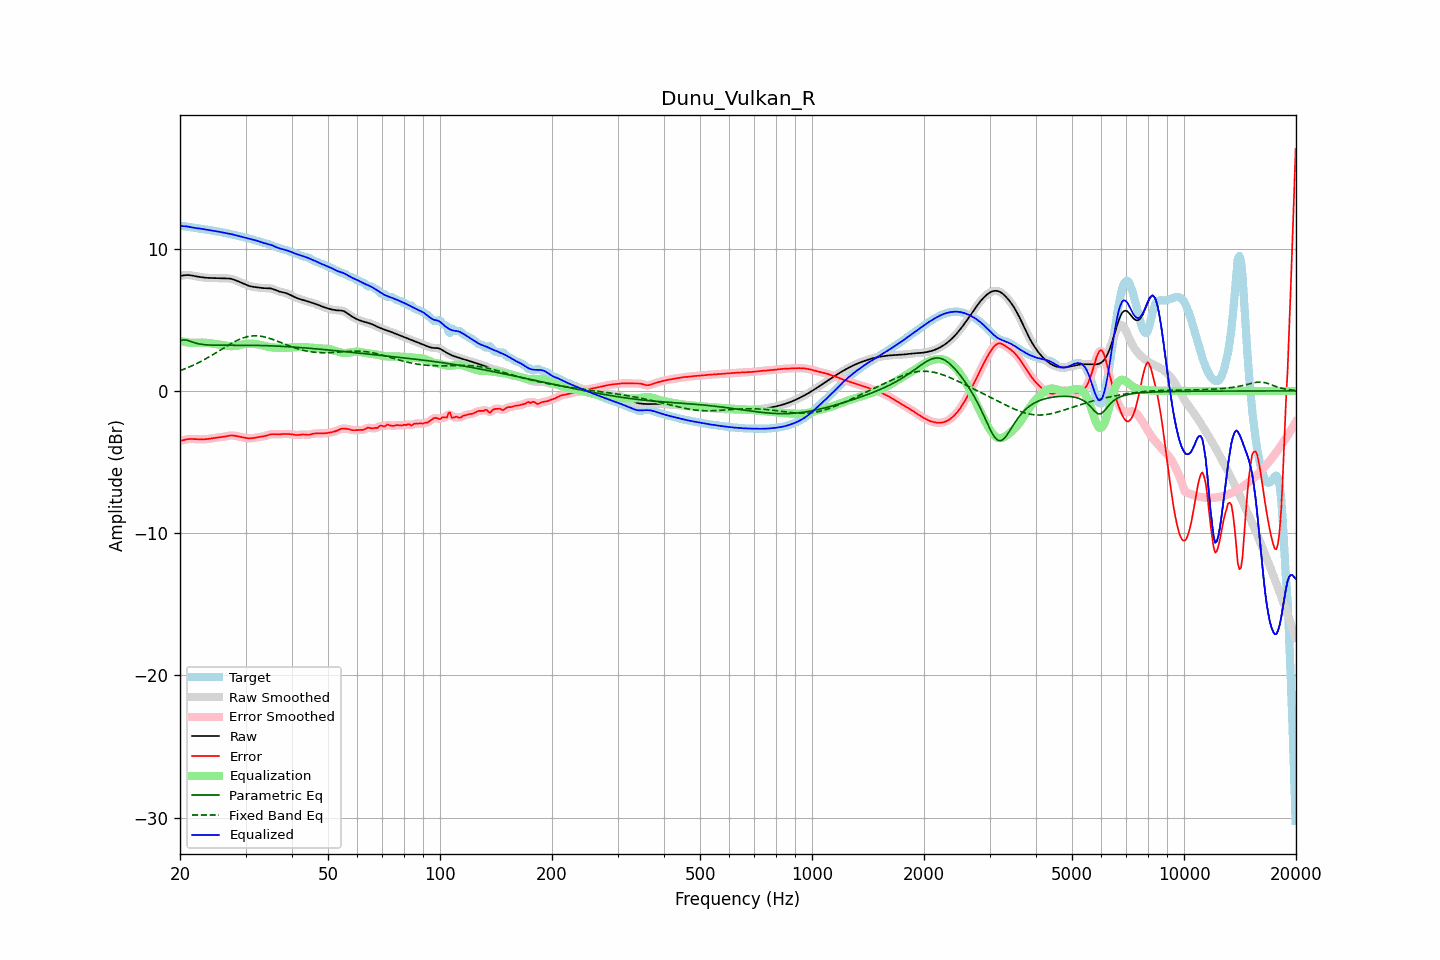 Dunu_Vulkan_R
Amplitude (dBr)
10
0
−10
−20
−30
Target
Raw Smoothed
Error Smoothed
Raw
Error
Equalization
Parametric Eq
Fixed Band Eq
Equalized
20 50 100 200 500 1000 2000 5000 10000 20000
Frequency (Hz)